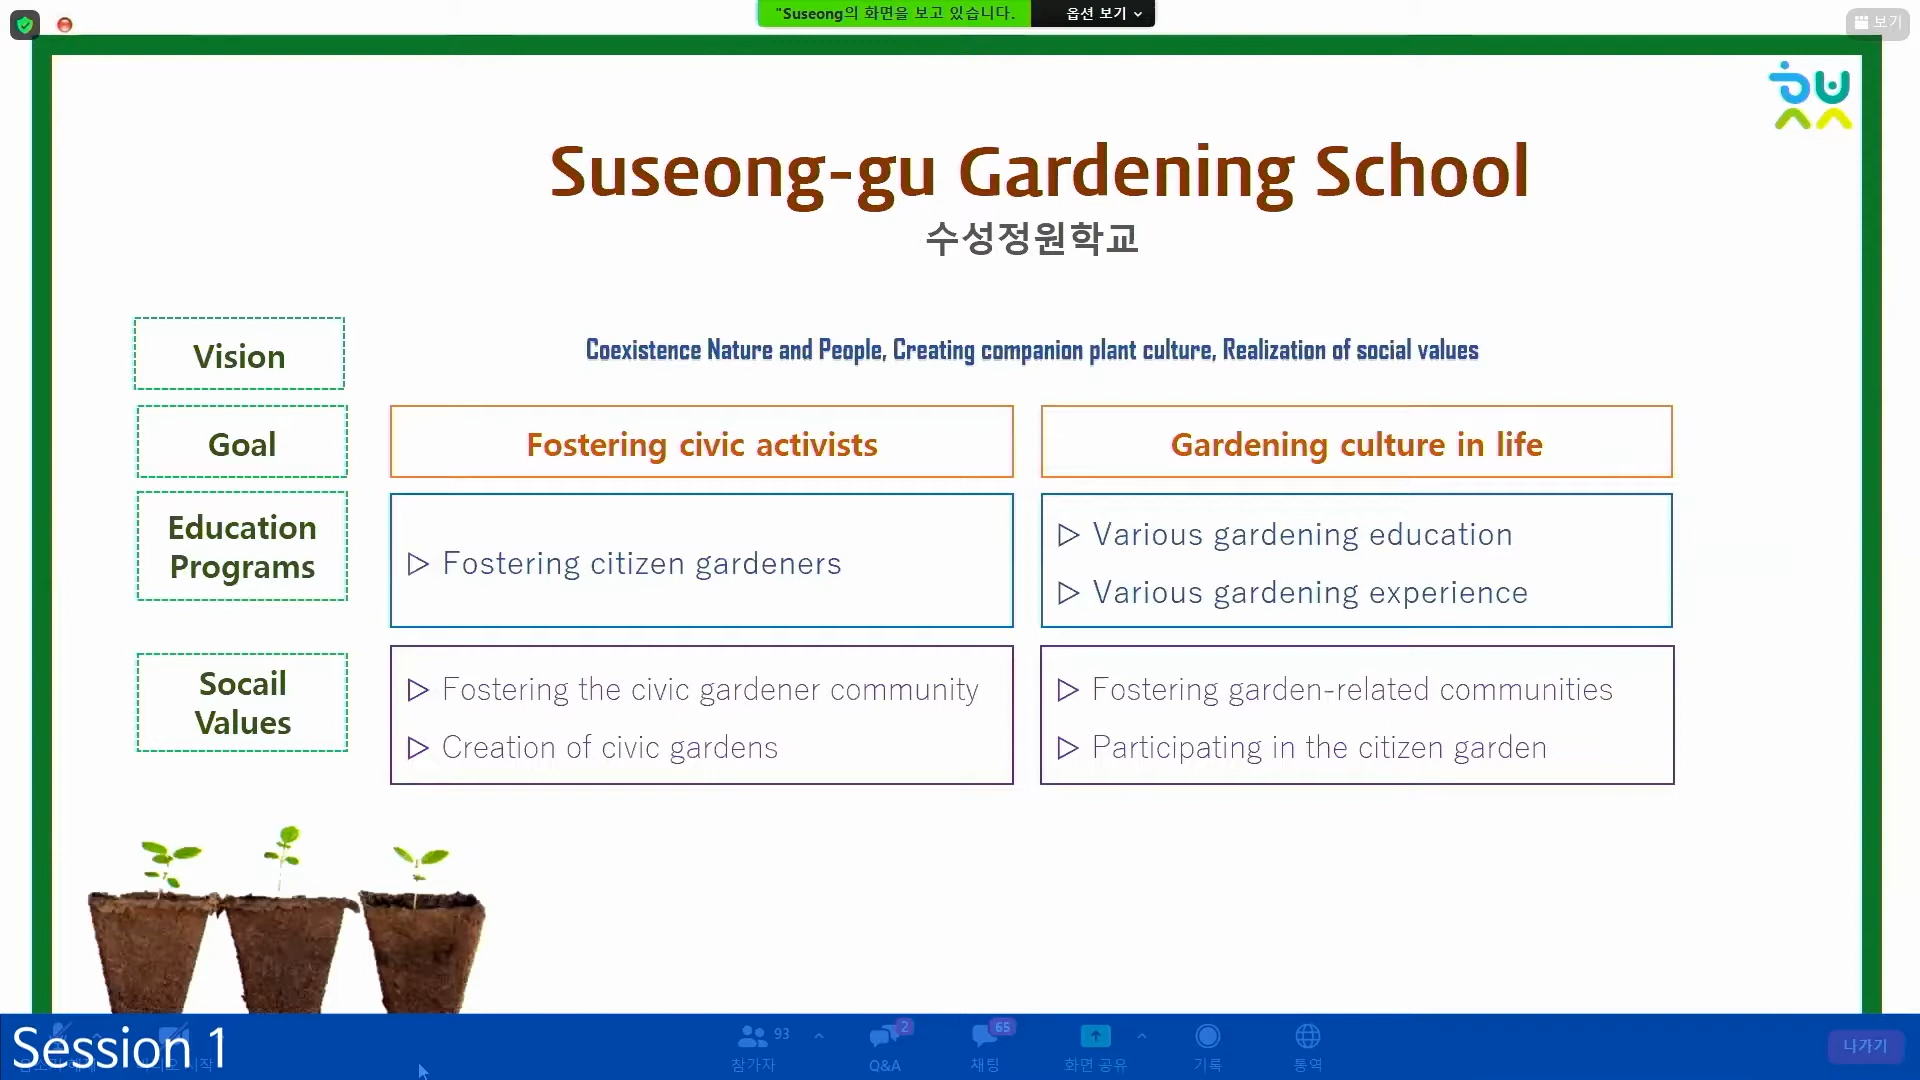 "Suseong의 화면을 보고 있습니다. 옵션 보기
보기
Suseong-gu Gardening School
수성정원학교
Vision
Coexistence Nature and People, Creating companion plant culture, Realization of social values
Goal
Fostering civic activists
Gardening culture in life
Education
Programs
▷ Fostering citizen gardeners
▷ Various gardening education
▷ Various gardening experience
Socail
Values
▷ Fostering the civic gardener community
▷ Creation of civic gardens
▷ Fostering garden-related communities
▷ Participating in the citizen garden
Session 1
93
2
65
참가자
Q&A
채팅
화면 공유
기록
통역
나가기